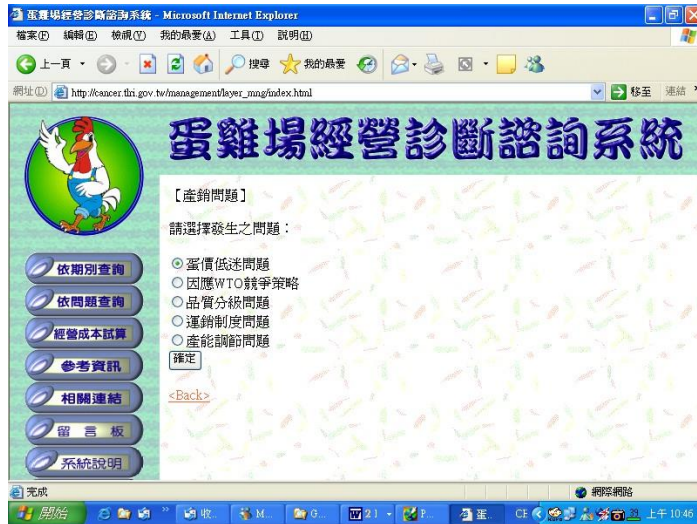 蛋雞場經營診斷諮詢系統 - Microsoft Internet Explorer
檔案(F) 編輯(E) 檢視(V) 我的最愛(A) 工具(T) 說明(H)
上一頁 搜尋 我的最愛
網址(D) http://cancer.tlri.gov.tw/management/layer_mng/index.html 移至 連結
蛋雞場經營診斷諮詢系統
【產銷問題】
請選擇發生之問題：
蛋價低迷問題
因應WTO競爭策略
品質分級問題
運銷制度問題
產能調節問題
確定
<Back>
依期別查詢
依問題查詢
經營成本試算
參考資訊
相關連結
留言板
系統說明
完成 網際網路
開始 收... M... G... 21 P... 蛋... CE 上午 10:46